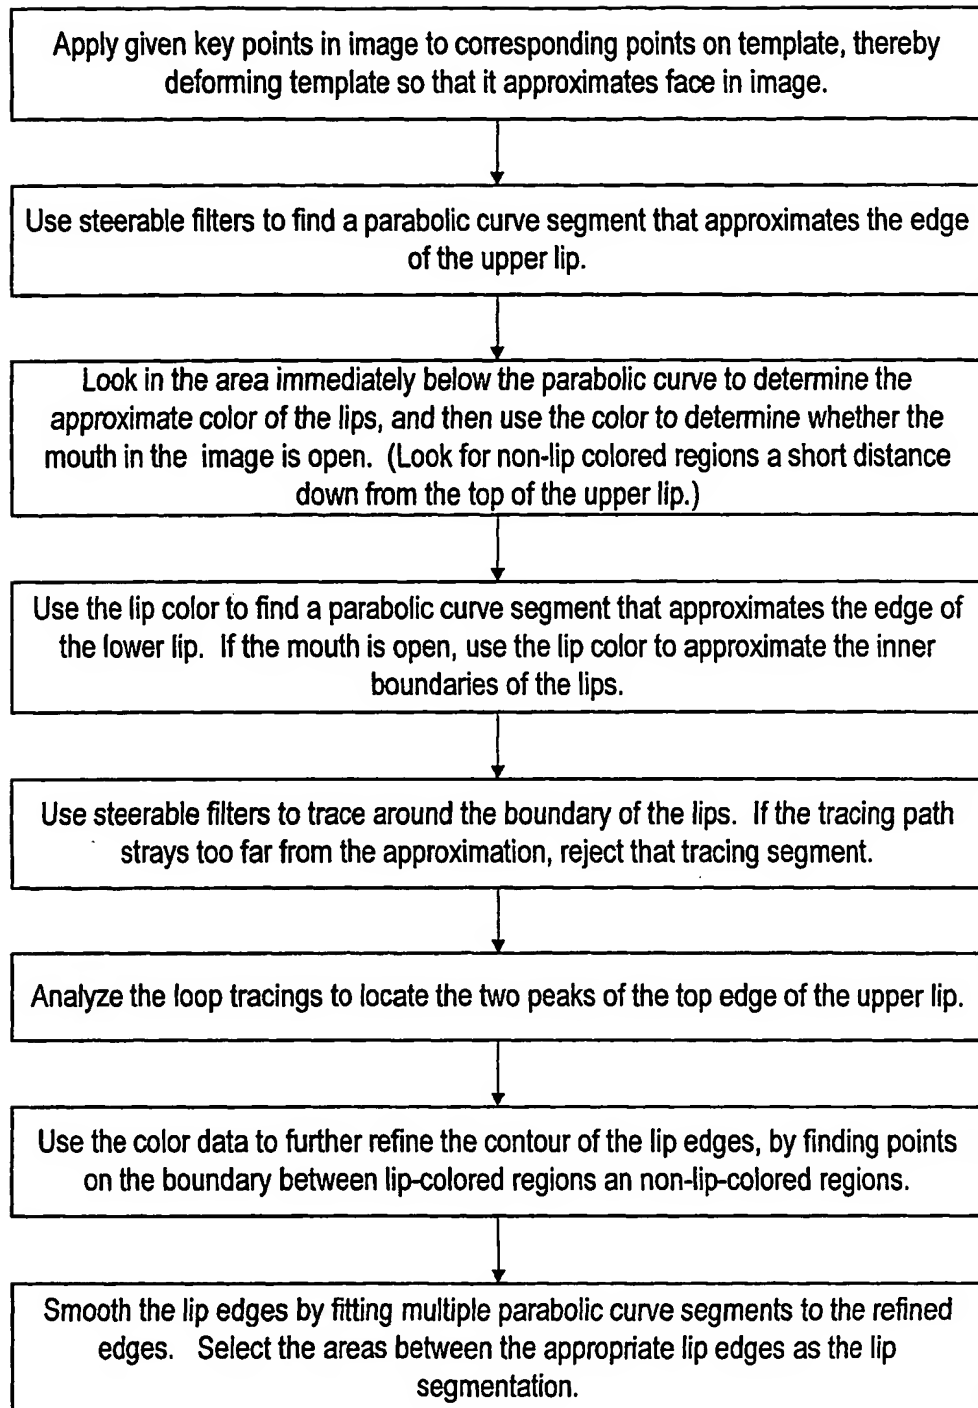 Apply given key points in image to corresponding points on template, thereby
deforming template so that it approximates face in image.
Use steerable filters to find a parabolic curve segment that approximates the edge
of the upper lip.
Look in the area immediately below the parabolic curve to determine the
approximate color of the lips, and then use the color to determine whether the
mouth in the image is open. (Look for non-lip colored regions a short distance
down from the top of the upper lip.)
Use the lip color to find a parabolic curve segment that approximates the edge of
the lower lip. If the mouth is open, use the lip color to approximate the inner
boundaries of the lips.
Use steerable filters to trace around the boundary of the lips. If the tracing path
strays too far from the approximation, reject that tracing segment.
Analyze the loop tracings to locate the two peaks of the top edge of the upper lip.
Use the color data to further refine the contour of the lip edges, by finding points
on the boundary between lip-colored regions an non-lip-colored regions.
Smooth the lip edges by fitting multiple parabolic curve segments to the refined
edges. Select the areas between the appropriate lip edges as the lip
segmentation.